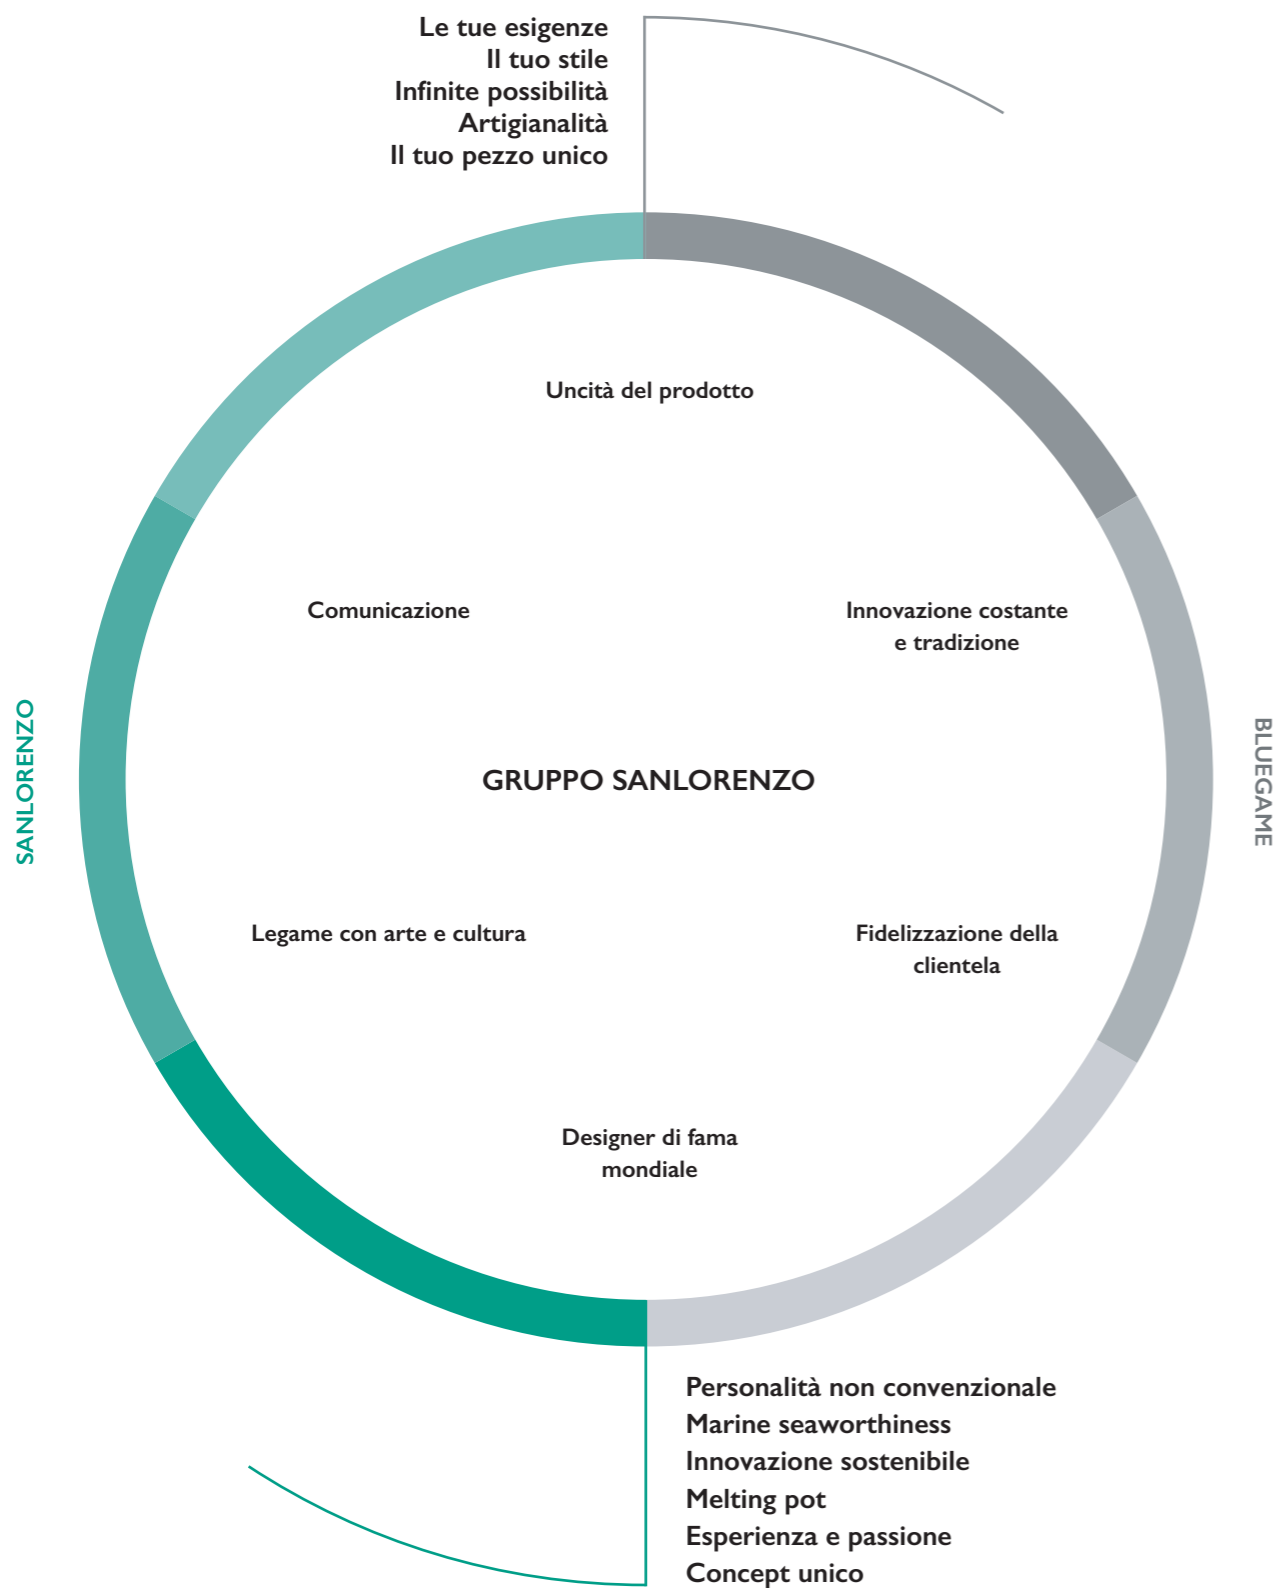 Le tue esigenze
Il tuo stile
Infinite possibilità
Artigianalità
Il tuo pezzo unico
Uncità del prodotto
Comunicazione
Innovazione costante
e tradizione
SANLORENZO
GRUPPO SANLORENZO
BLUEGAME
Legame con arte e cultura
Fidelizzazione della
clientela
Designer di fama
mondiale
Personalità non convenzionale
Marine seaworthiness
Innovazione sostenibile
Melting pot
Esperienza e passione
Concept unico